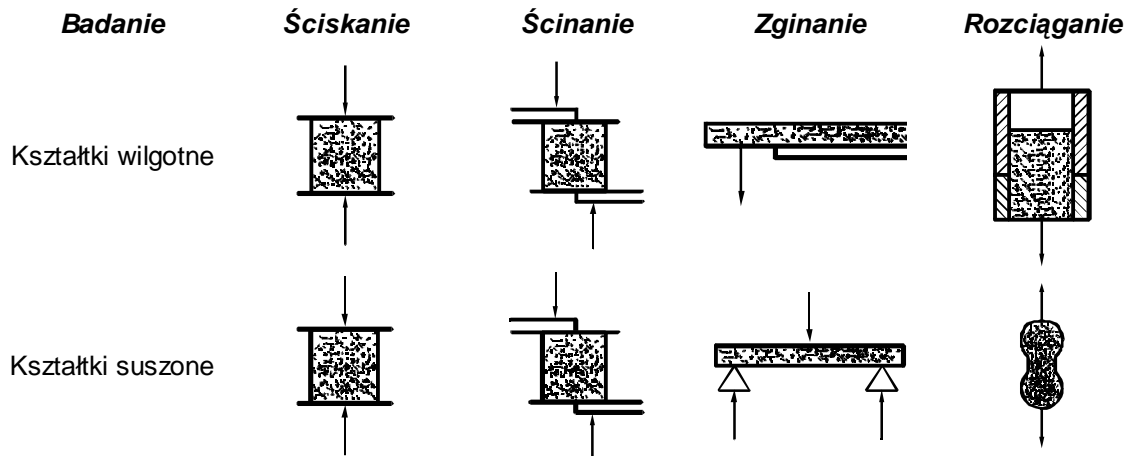 Badanie Ściskanie Ścinanie Zginanie Rozciąganie
Kształtki wilgotne
Kształtki suszone